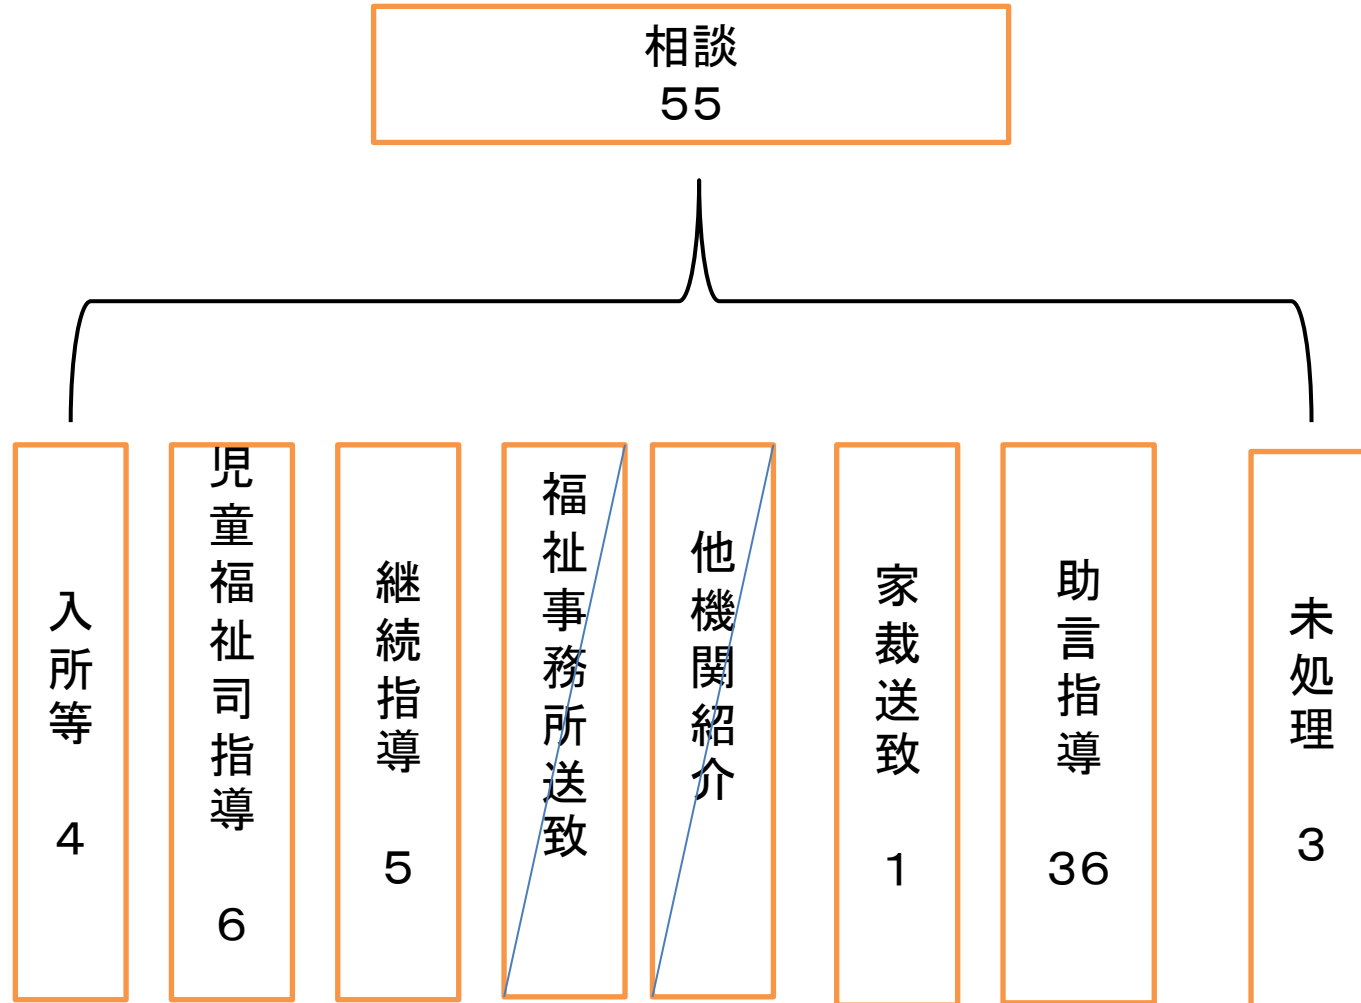 相談
５５
入所等
４
児童福祉司指導
６
継続指導
５
福祉事務所送致
他機関紹介
家裁送致
１
助言指導
３６
未処理
３